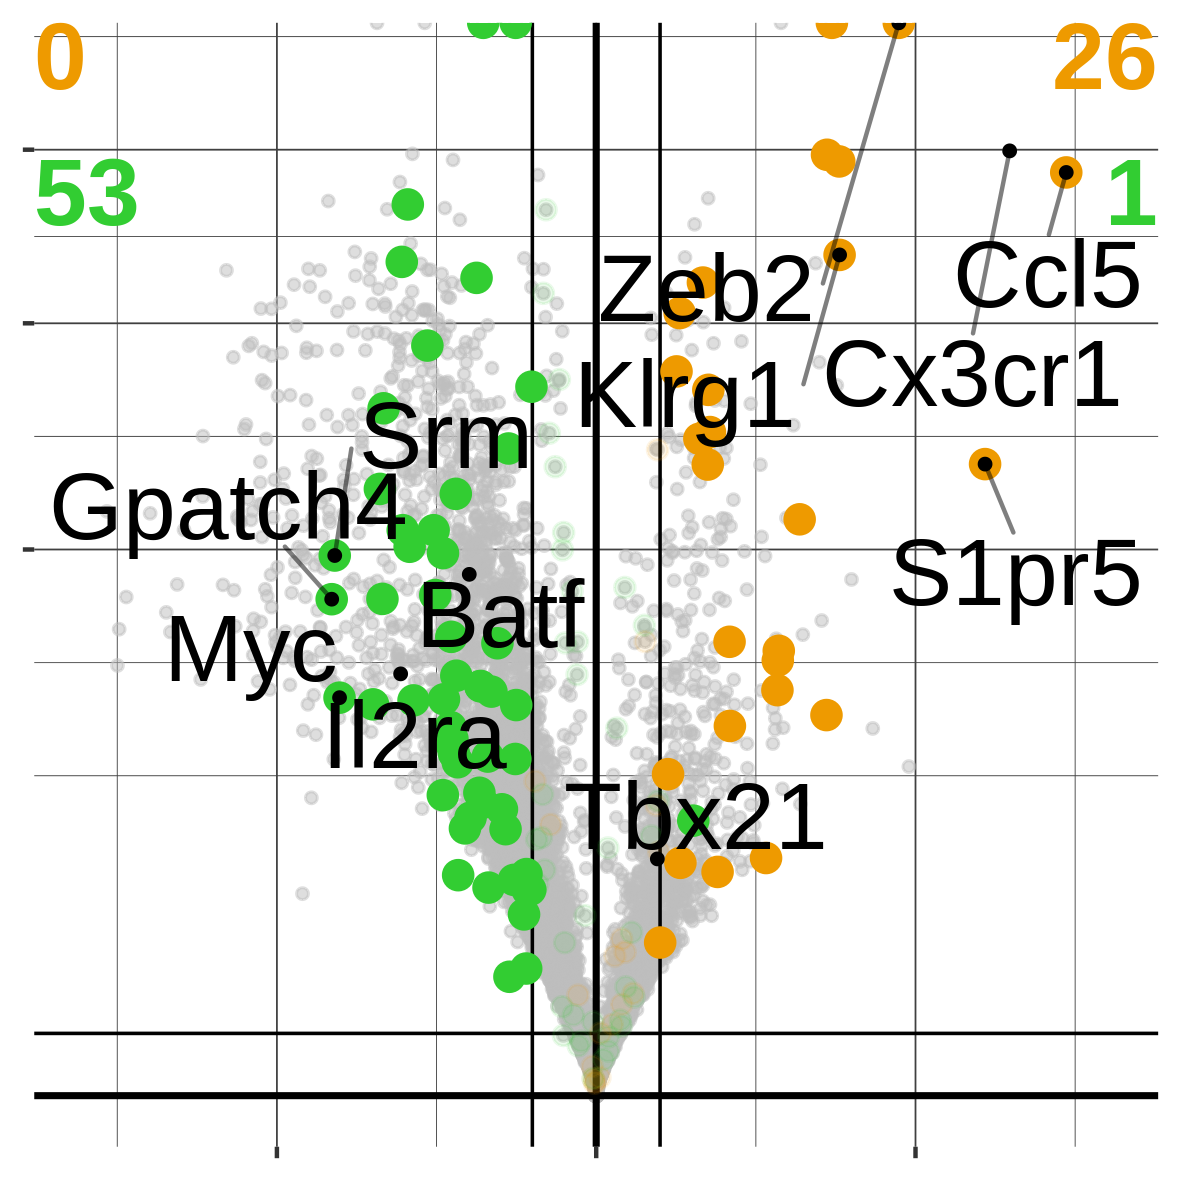 0
26
53
1
Zeb2
Ccl5
Klrg1
Cx3cr1
Srm
Gpatch4
S1pr5
Batf
Myc
Il2ra
Tbx21